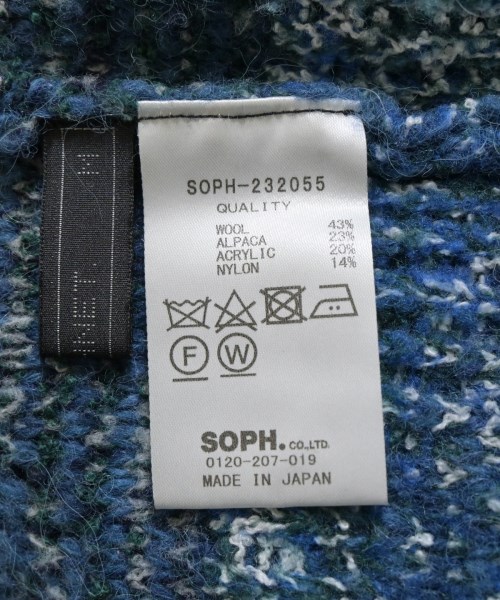 M
SOPH-232055
QUALITY
WOOL 43%
ALPACA 23%
ACRYLIC 20%
NYLON 14%
F W
SOPH. CO.,LTD.
0120-207-019
MADE IN JAPAN